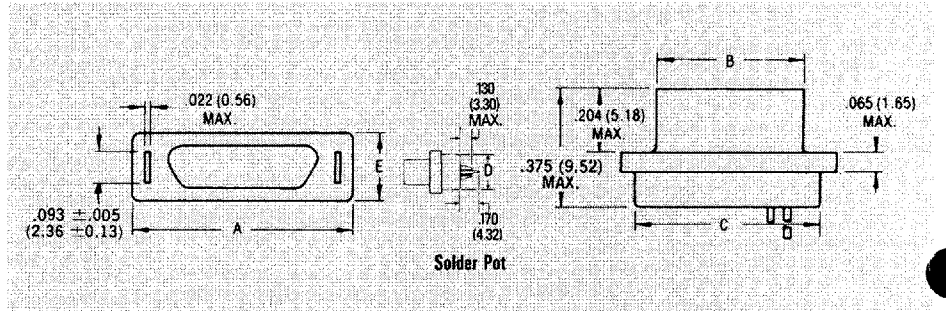 .022 (0.56)
MAX.
.093 ±.005
(2.36 ±0.13)
A
E
.130
(3.30)
MAX.
D
.170
(4.32)
Solder Pot
B
.204 (5.18)
MAX.
.375 (9.52)
MAX.
.065 (1.65)
MAX.
C